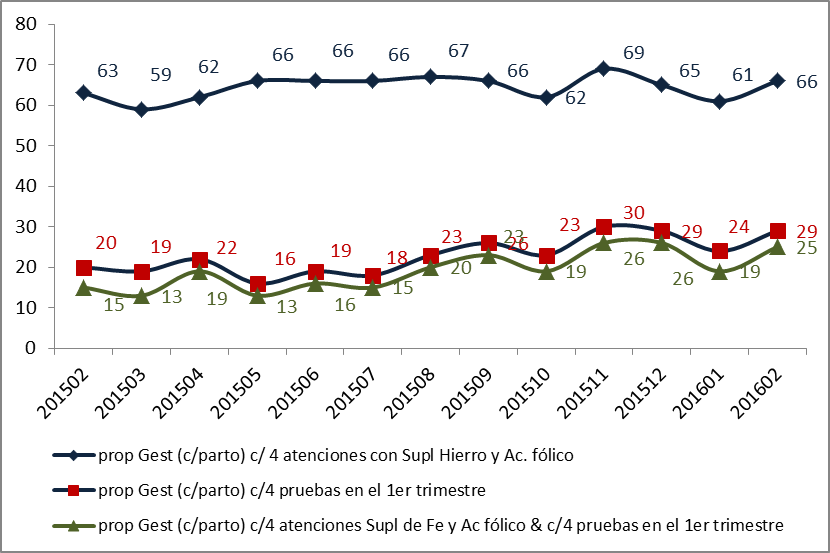 80
70
60
50
40
30
20
10
0
63 59 62 66 66 66 67 66 62 69 65 61 66
20 19 22 16 19 18 23 26 23 30 29 24 29
15 13 19 13 16 15 20 23 19 26 26 19 25
201502 201503 201504 201505 201506 201507 201508 201509 201510 201511 201512 201601 201602
prop Gest (c/parto) c/ 4 atenciones con Supl Hierro y Ac. fólico
prop Gest (c/parto) c/4 pruebas en el 1er trimestre
prop Gest (c/parto) c/4 atenciones Supl de Fe y Ac fólico & c/4 pruebas en el 1er trimestre